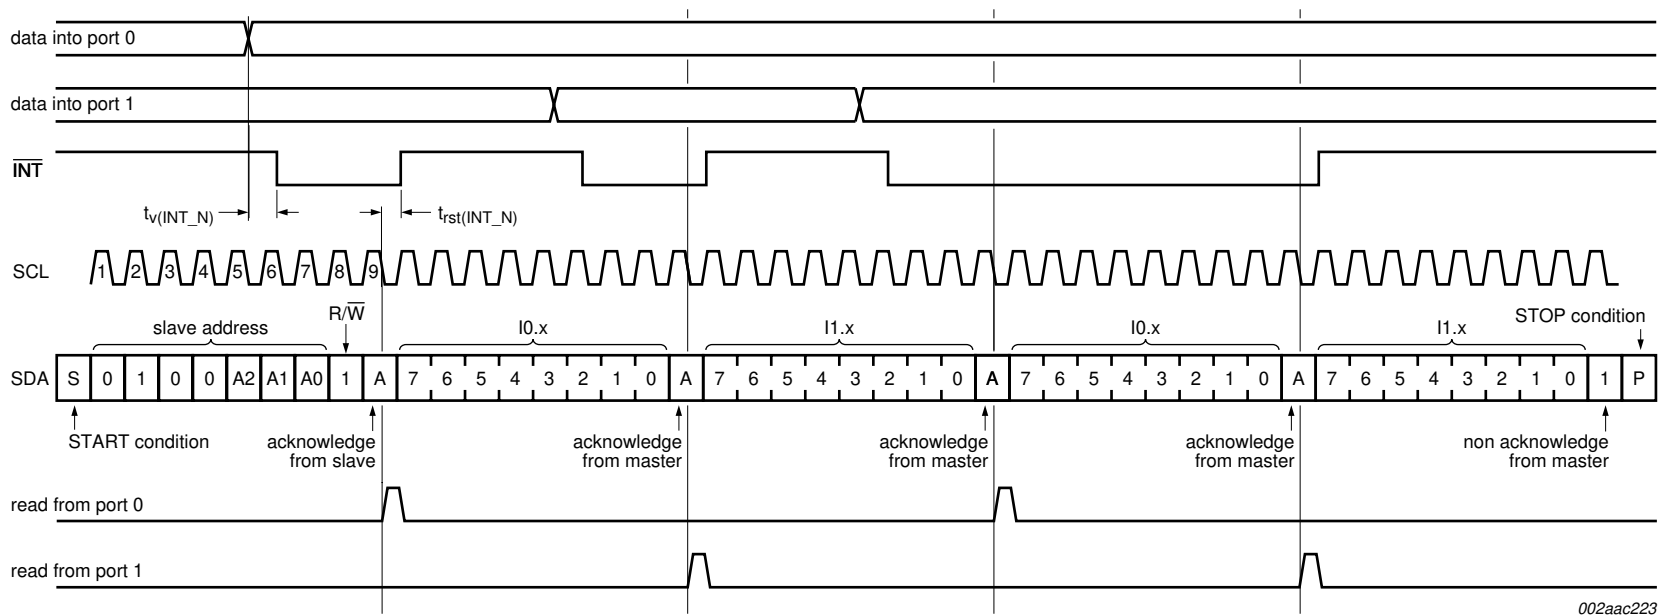 data into port 0
data into port 1
INT
tv(INT_N)
trst(INT_N)
SCL
1 2 3 4 5 6 7 8 9
R/W
slave address
I0.x
I1.x
I0.x
I1.x
STOP condition
SDA S 0 1 0 0 A2 A1 A0 1 A 7 6 5 4 3 2 1 0 A 7 6 5 4 3 2 1 0 A 7 6 5 4 3 2 1 0 A 7 6 5 4 3 2 1 0 1 P
START condition
acknowledge
from slave
acknowledge
from master
acknowledge
from master
acknowledge
from master
non acknowledge
from master
read from port 0
read from port 1
002aac223